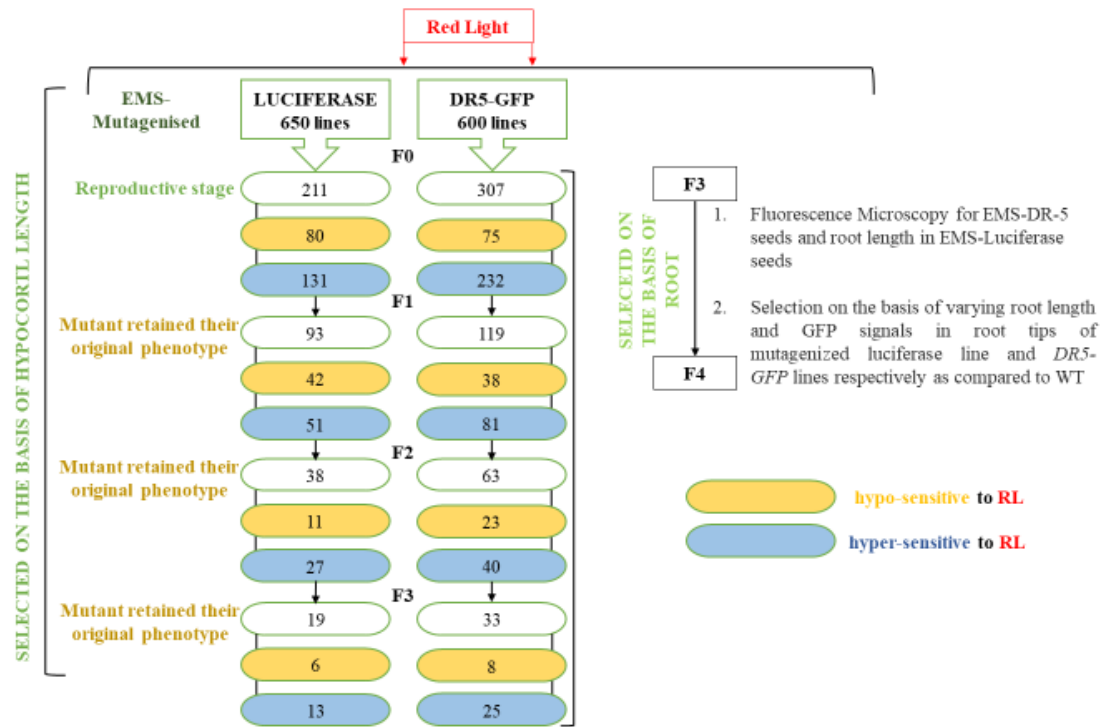 Red Light
EMS-
Mutagenised
LUCIFERASE
650 lines
DR5-GFP
600 lines
F0
Reproductive stage
211
307
80
75
131
232
F1
Mutant retained their
original phenotype
93
119
42
38
51
81
F2
Mutant retained their
original phenotype
38
63
11
23
27
40
F3
Mutant retained their
original phenotype
19
33
6
8
13
25
SELECTED ON THE BASIS OF HYPOCORTL LENGTH
SELECETD ON
THE BASIS OF
ROOT
F3
F4
1. Fluorescence Microscopy for EMS-DR-5
seeds and root length in EMS-Luciferase
seeds
2. Selection on the basis of varying root length
and GFP signals in root tips of
mutagenized luciferase line and DR5-
GFP lines respectively as compared to WT
hypo-sensitive to RL
hyper-sensitive to RL